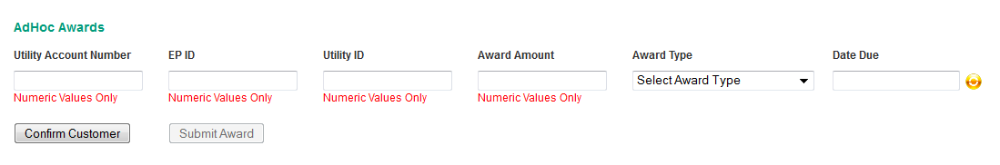 AdHoc Awards
Utility Account Number EP ID Utility ID Award Amount Award Type Date Due
Select Award Type
Numeric Values Only Numeric Values Only Numeric Values Only Numeric Values Only
Confirm Customer Submit Award